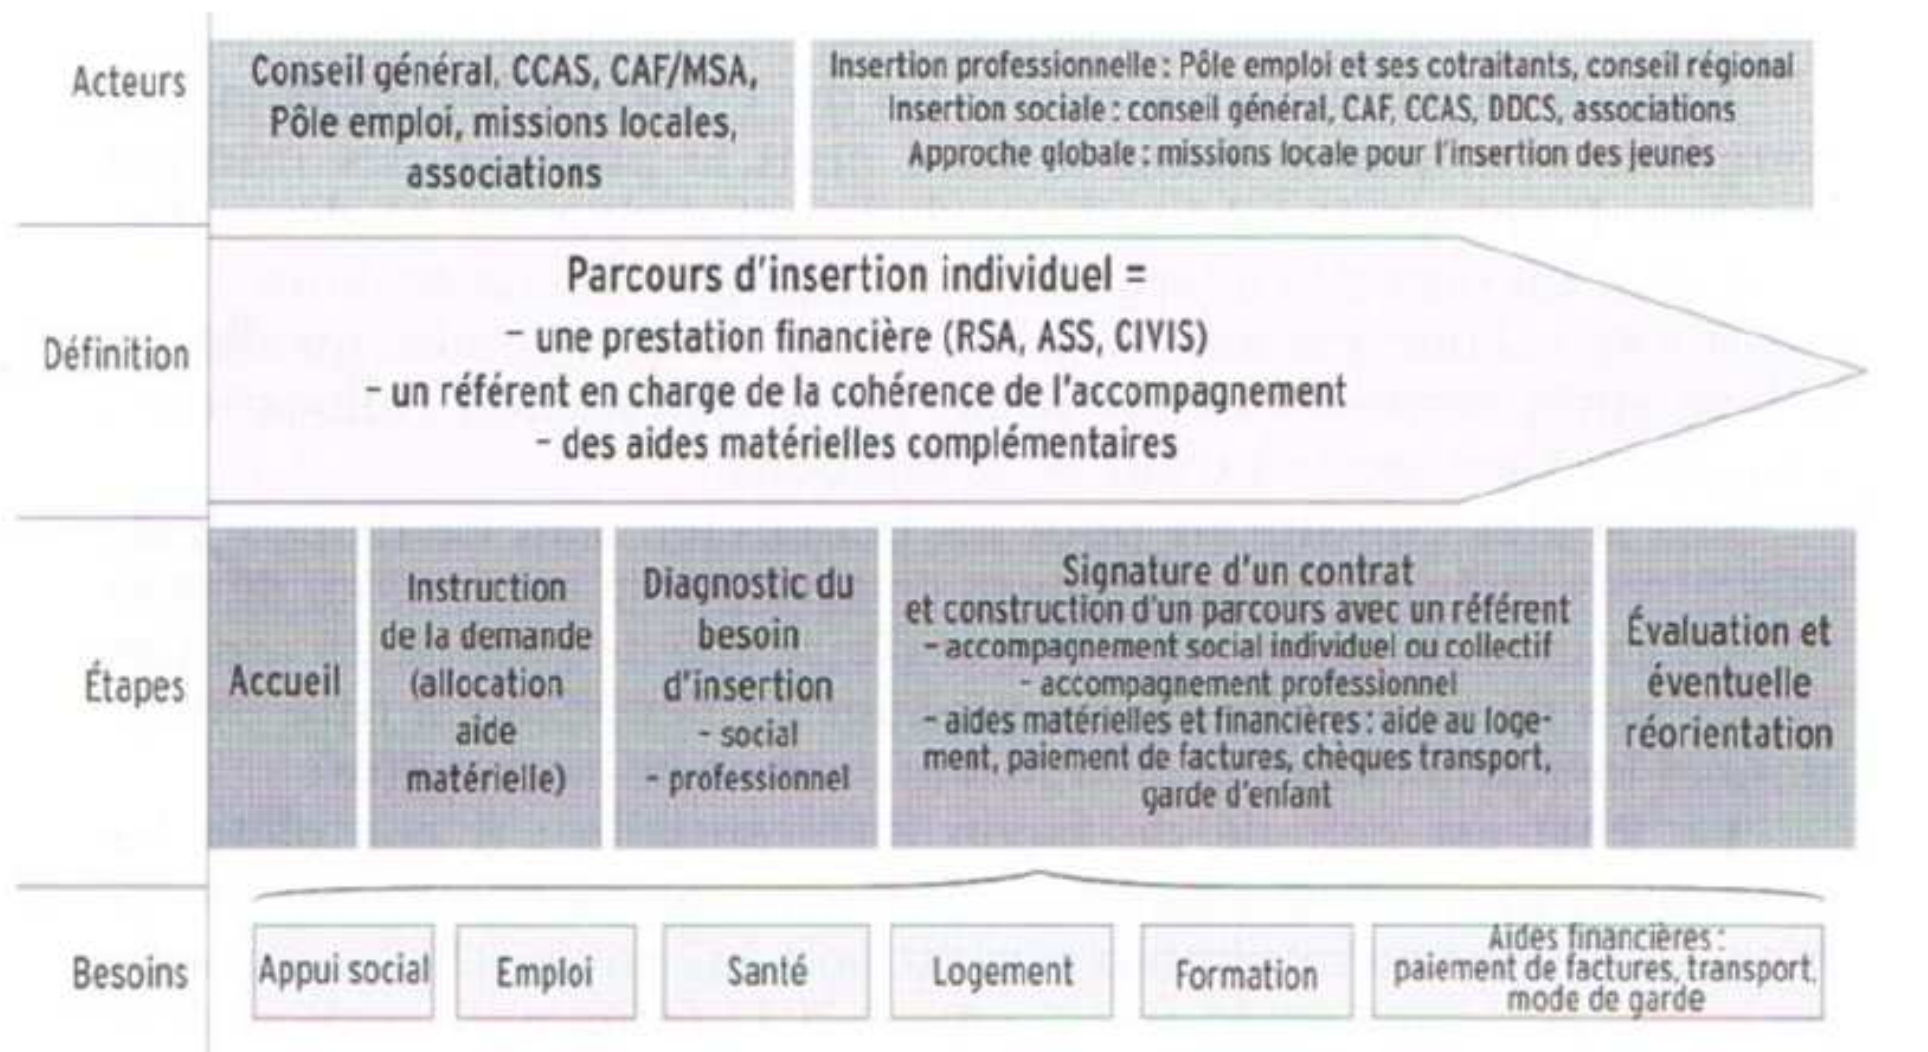 Acteurs
Conseil général, CCAS, CAF/MSA,
Pôle emploi, missions locales,
associations
Insertion professionnelle : Pôle emploi et ses cotraitants, conseil régional
Insertion sociale : conseil général, CAF, CCAS, DDCS, associations
Approche globale : missions locale pour l'insertion des jeunes
Définition
Parcours d'insertion individuel =
– une prestation financière (RSA, ASS, CIVIS)
– un référent en charge de la cohérence de l'accompagnement
– des aides matérielles complémentaires
Étapes
Accueil
Instruction
de la demande
(allocation
aide
matérielle)
Diagnostic du
besoin
d'insertion
– social
– professionnel
Signature d'un contrat
et construction d'un parcours avec un référent
– accompagnement social individuel ou collectif
– accompagnement professionnel
– aides matérielles et financières : aide au loge-
ment, paiement de factures, chèques transport,
garde d'enfant
Évaluation et
éventuelle
réorientation
Besoins
Appui social
Emploi
Santé
Logement
Formation
Aides financières :
paiement de factures, transport,
mode de garde